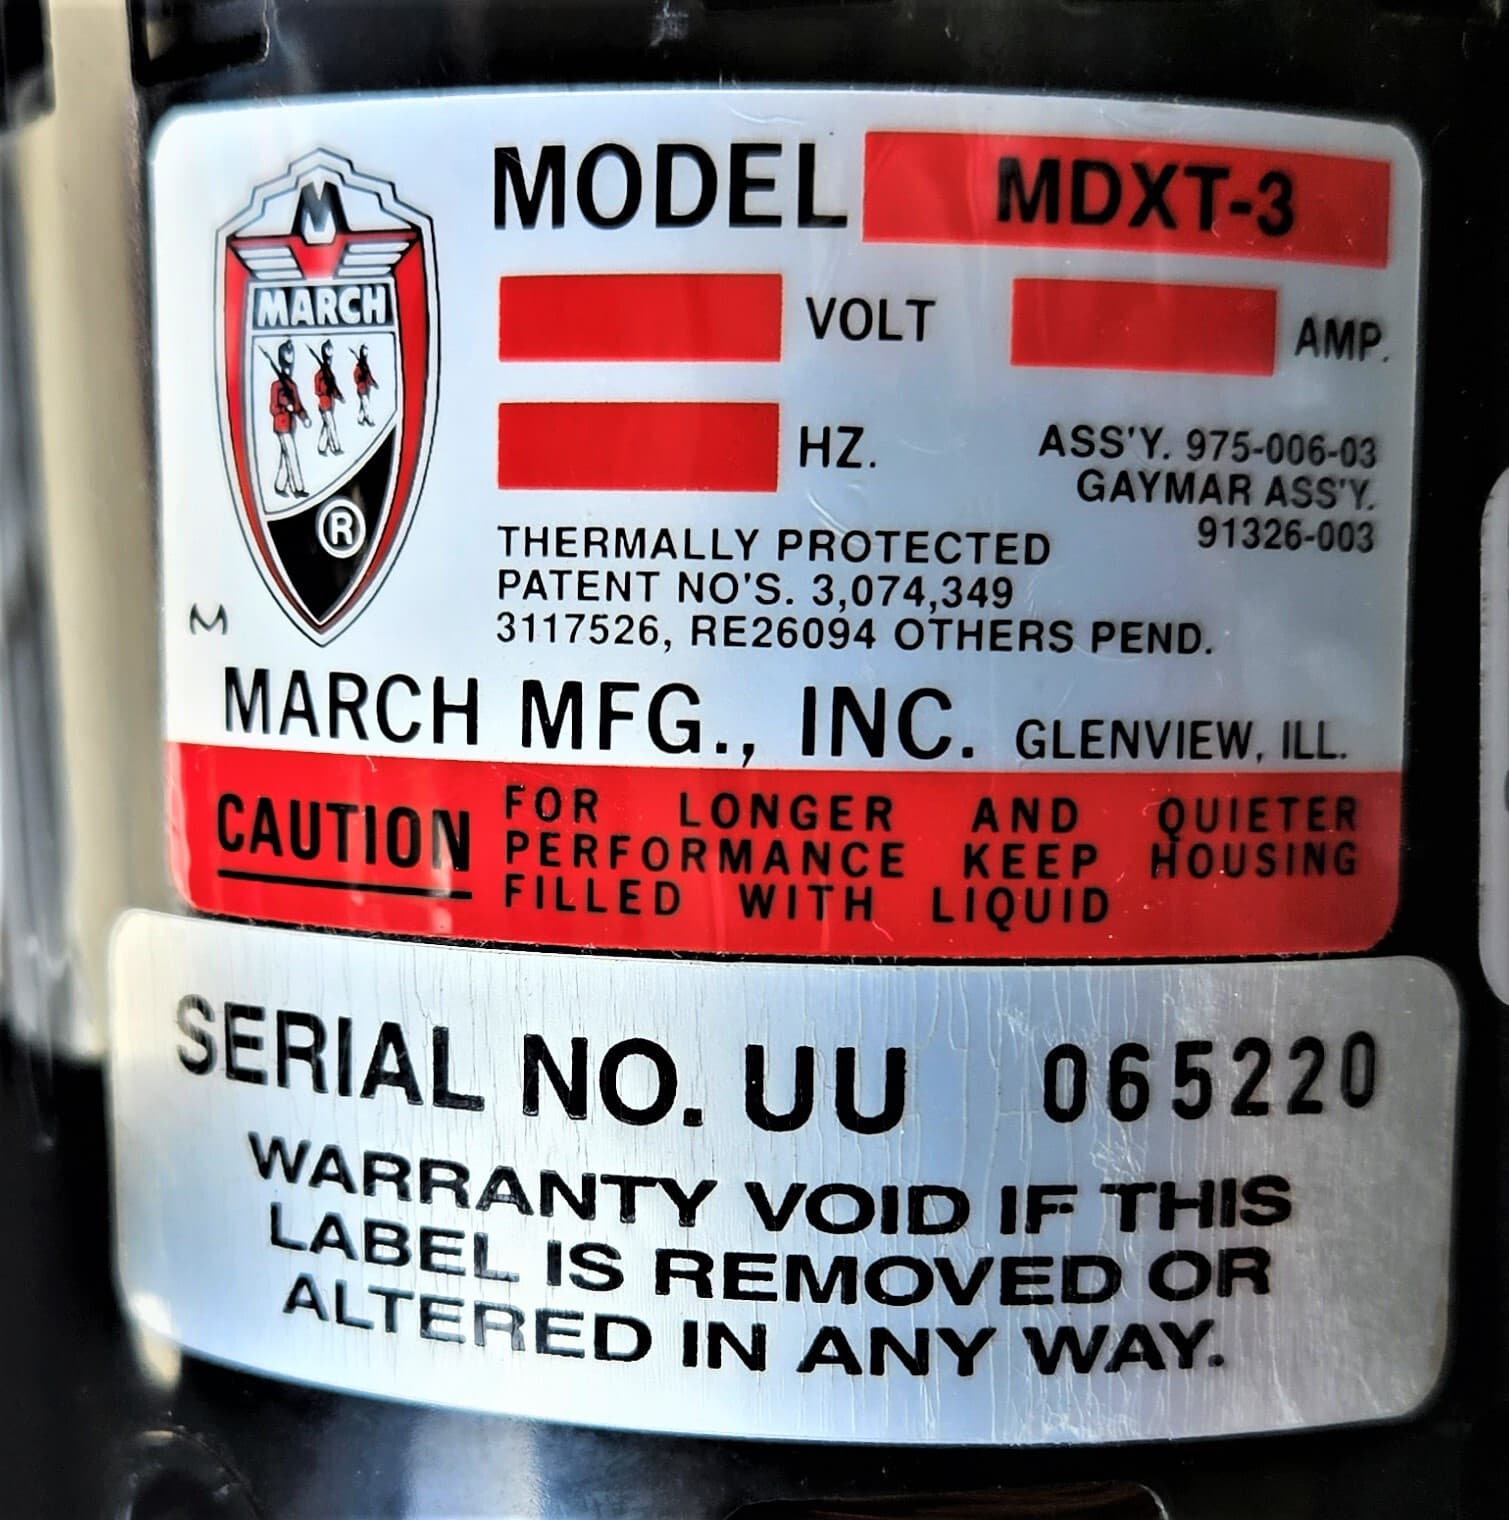 M
MARCH
®
MODEL MDXT-3
VOLT AMP.
HZ.
ASS'Y. 975-006-03
GAYMAR ASS'Y.
91326-003
THERMALLY PROTECTED
PATENT NO'S. 3,074,349
3117526, RE26094 OTHERS PEND.
M
MARCH MFG., INC. GLENVIEW, ILL.
CAUTION
FOR LONGER AND QUIETER
PERFORMANCE KEEP HOUSING
FILLED WITH LIQUID
SERIAL NO. UU 065220
WARRANTY VOID IF THIS
LABEL IS REMOVED OR
ALTERED IN ANY WAY.